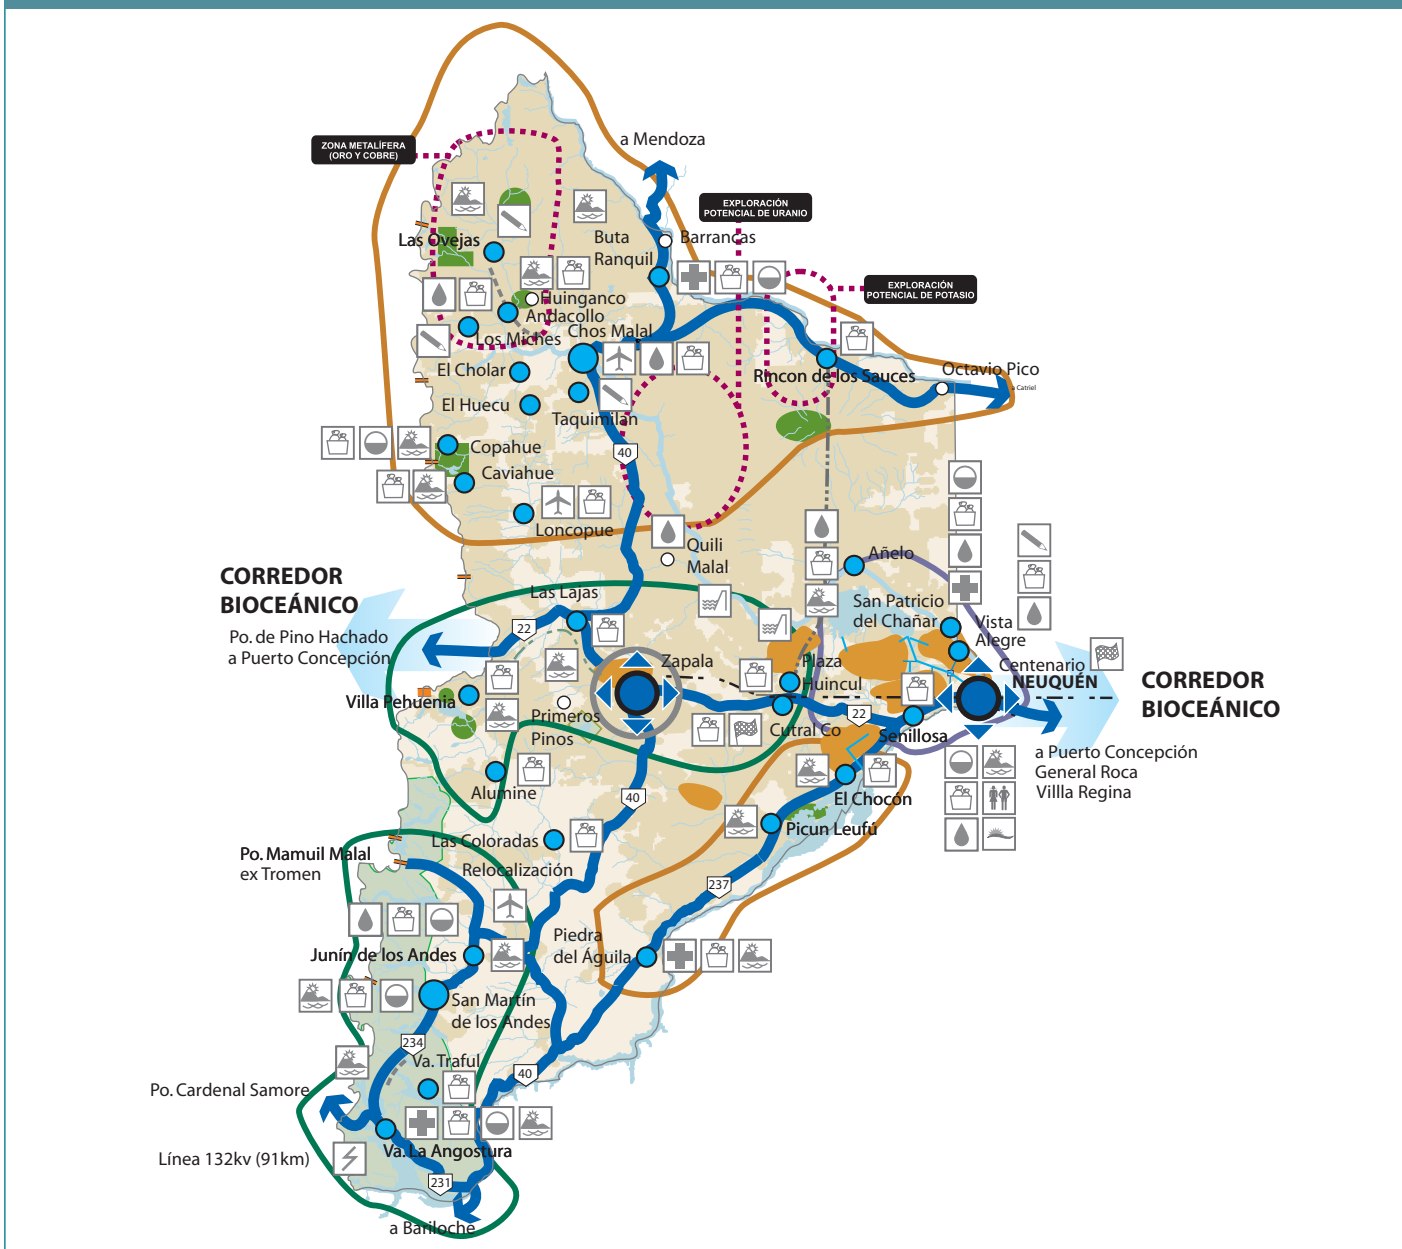 a Mendoza
ZONA METALÍFERA
(ORO Y COBRE)
EXPLORACIÓN
POTENCIAL DE URANIO
Las Ovejas
Buta
Ranquil
Barrancas
EXPLORACIÓN
POTENCIAL DE POTASIO
Huinganco
Andacollo
Los Miches
Chos Malal
El Cholar
Rincon de los Sauces
Octavio Pico
a Catriel
El Huecu
Taquimilan
40
Copahue
Caviahue
Loncopue
Quili
Malal
Añelo
CORREDOR
BIOCEÁNICO
Po. de Pino Hachado
a Puerto Concepción
Las Lajas
22
San Patricio
del Chañar
Vista
Alegre
Centenario
NEUQUÉN
Zapala
Plaza
Huincul
CORREDOR
BIOCEÁNICO
Villa Pehuenia
Primeros
Pinos
Cutral Co
22
Senillosa
a Puerto Concepción
General Roca
Villla Regina
Alumine
40
El Chocón
Picun Leufú
Las Coloradas
Relocalización
Po. Mamuil Malal
ex Tromen
237
Junín de los Andes
Piedra
del Águila
San Martín
de los Andes
234
Va. Traful
40
Po. Cardenal Samore
Va. La Angostura
Línea 132kv (91km)
231
a Bariloche